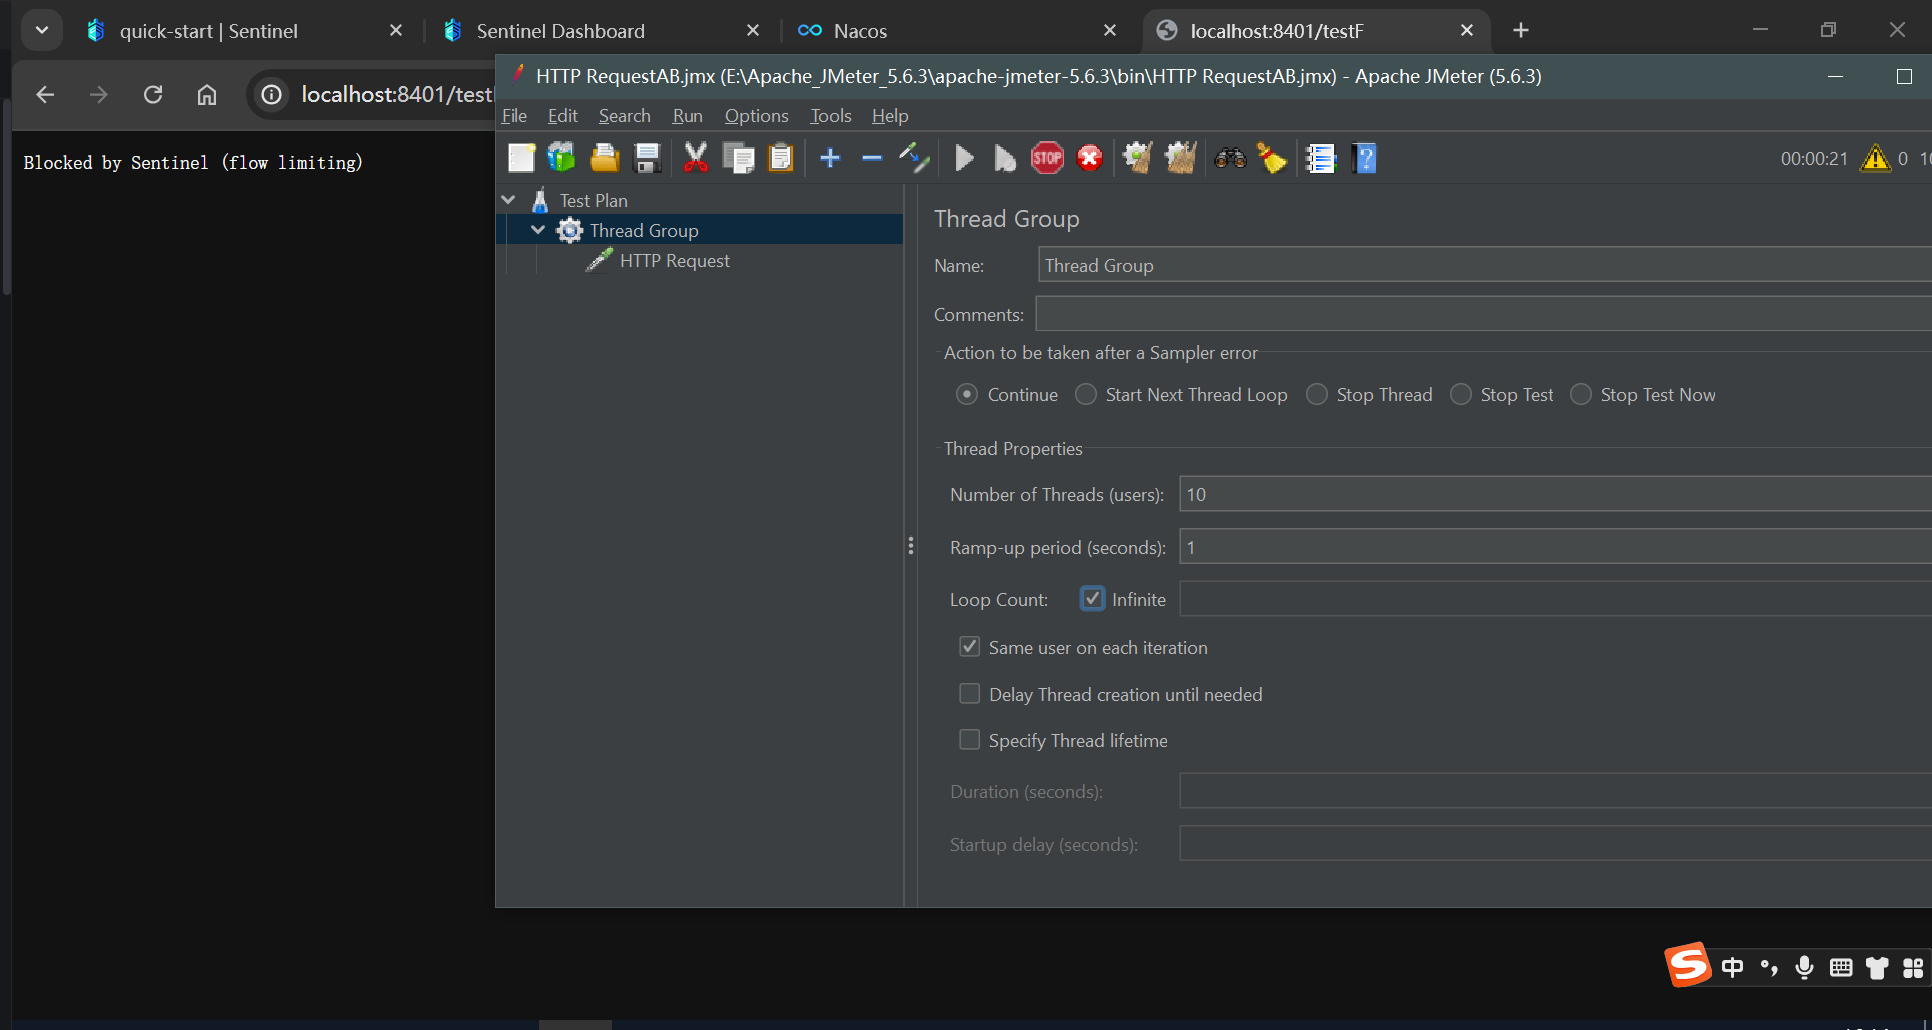 quick-start | Sentinel
Sentinel Dashboard
Nacos
localhost:8401/testF
localhost:8401/test
HTTP RequestAB.jmx (E:\Apache_JMeter_5.6.3\apache-jmeter-5.6.3\bin\HTTP RequestAB.jmx) - Apache JMeter (5.6.3)
File Edit Search Run Options Tools Help
Blocked by Sentinel (flow limiting)
STOP
00:00:21 0
Test Plan
Thread Group
HTTP Request
Thread Group
Name: Thread Group
Comments:
Action to be taken after a Sampler error
Continue Start Next Thread Loop Stop Thread Stop Test Stop Test Now
Thread Properties
Number of Threads (users): 10
Ramp-up period (seconds): 1
Loop Count: Infinite
Same user on each iteration
Delay Thread creation until needed
Specify Thread lifetime
Duration (seconds):
Startup delay (seconds):
中